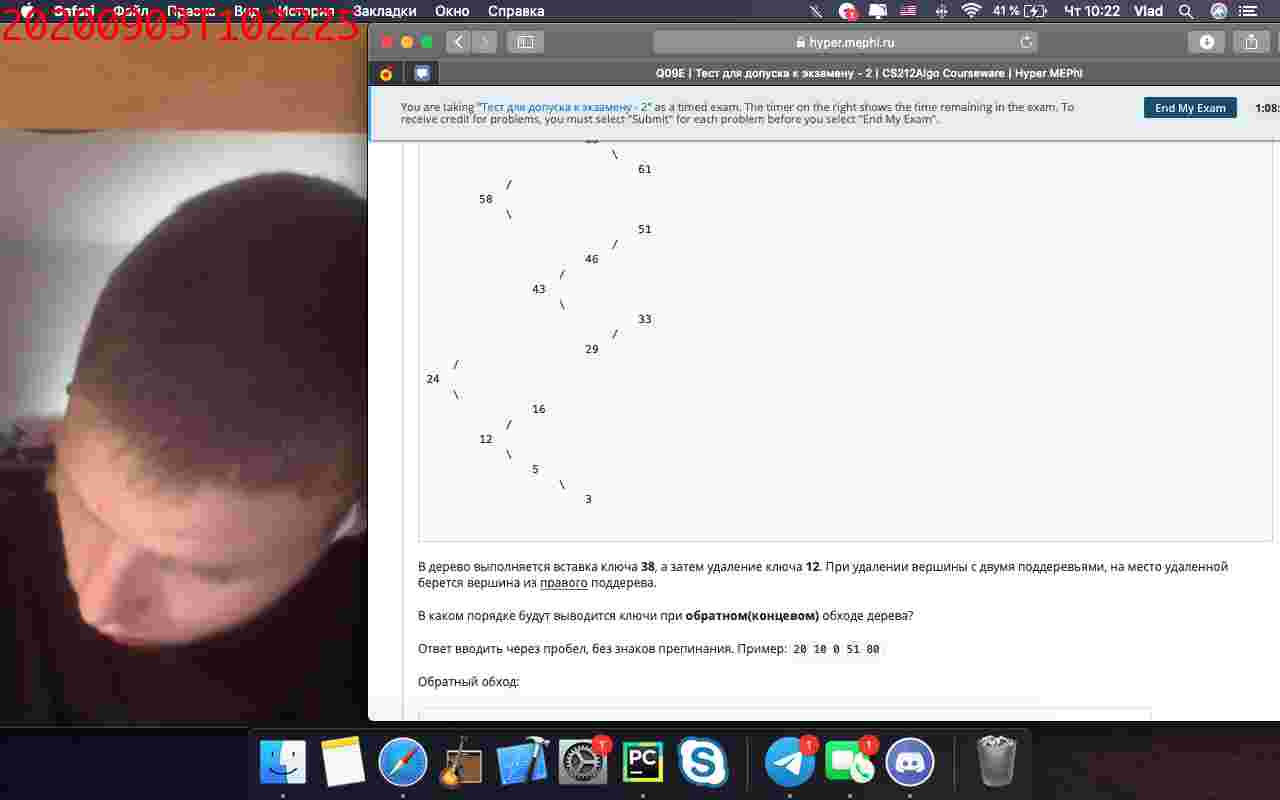 Safari Файл Правка Вид История Закладки Окно Справка 41 % Чт 10:22 Vlad
20200903T102225
hyper.mephi.ru
Q09E | Тест для допуска к экзамену - 2 | CS212Algo Courseware | Hyper.MEPhI
You are taking "Тест для допуска к экзамену - 2" as a timed exam. The timer on the right shows the time remaining in the exam. To
receive credit for problems, you must select "Submit" for each problem before you select "End My Exam".
End My Exam
1:08:
\
61
/
58
\
51
/
46
/
43
\
33
/
29
/
24
\
16
/
12
\
5
\
3
В дерево выполняется вставка ключа 38, а затем удаление ключа 12. При удалении вершины с двумя поддеревьями, на место удаленной
берется вершина из правого поддерева.
В каком порядке будут выводится ключи при обратном(концевом) обходе дерева?
Ответ вводить через пробел, без знаков препинания. Пример: 20 10 0 51 80
Обратный обход:
1
PC
1
1